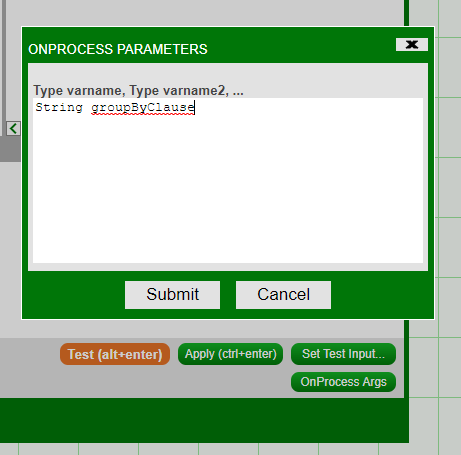 ONPROCESS PARAMETERS
X
Type varname, Type varname2, ...
String groupByClause
Submit Cancel
Test (alt+enter) Apply (ctrl+enter) Set Test Input...
OnProcess Args